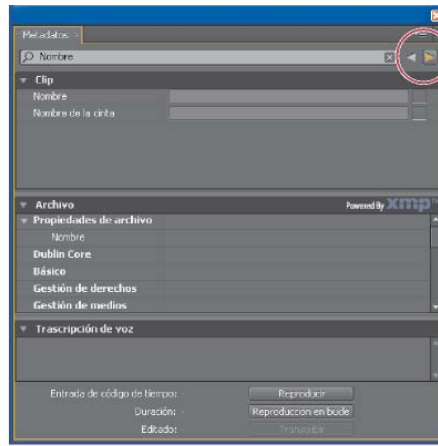 Metadatos
Nombre
Clip
Nombre
Nombre de la cinta
Archivo Powered By xmp
Propiedades de archivo
Nombre
Dublin Core
Básico
Gestión de derechos
Gestión de medios
Trascripción de voz
Entrada de código de tiempo: Reproducir
Duración: Reproducción en bucle
Editado: Transcribir